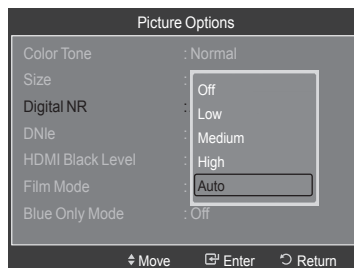 Picture Options
Color Tone : Normal
Size :
Digital NR :
DNIe :
HDMI Black Level :
Film Mode :
Blue Only Mode : Off
Off
Low
Medium
High
Auto
Move Enter Return